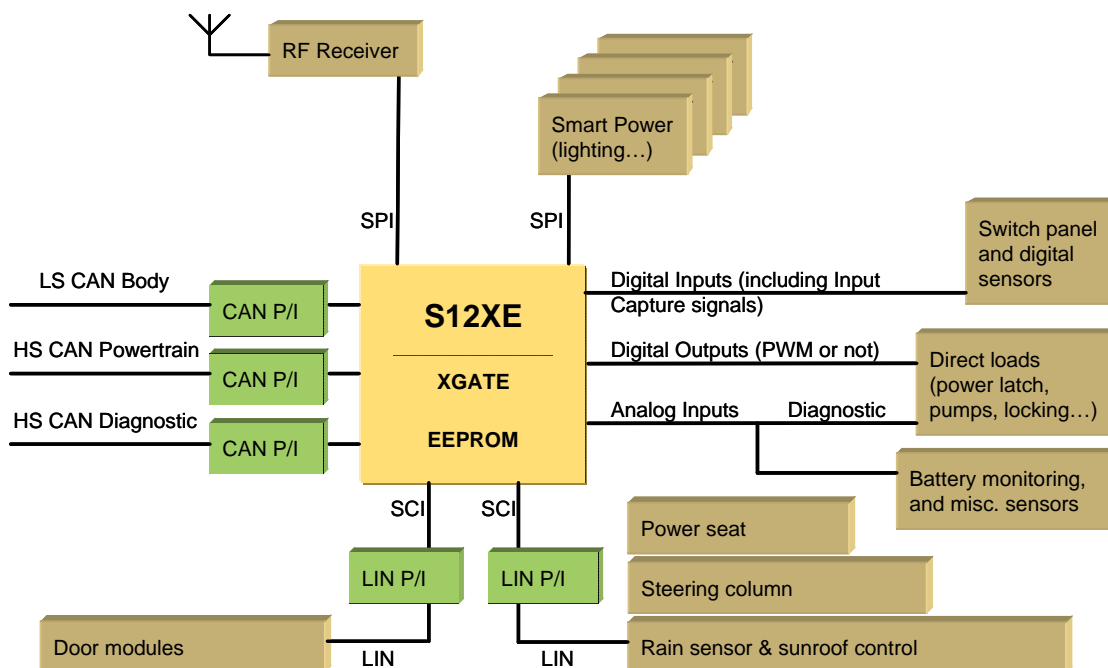 RF Receiver
Smart Power
(lighting…)
SPI
SPI
Switch panel
and digital
sensors
LS CAN Body
CAN P/I
HS CAN Powertrain
CAN P/I
HS CAN Diagnostic
CAN P/I
S12XE
XGATE
EEPROM
Digital Inputs (including Input
Capture signals)
Digital Outputs (PWM or not)
Analog Inputs
Diagnostic
Direct loads
(power latch,
pumps, locking…)
Battery monitoring,
and misc. sensors
SCI
SCI
LIN P/I
LIN P/I
Power seat
Steering column
Door modules
LIN
LIN
Rain sensor & sunroof control